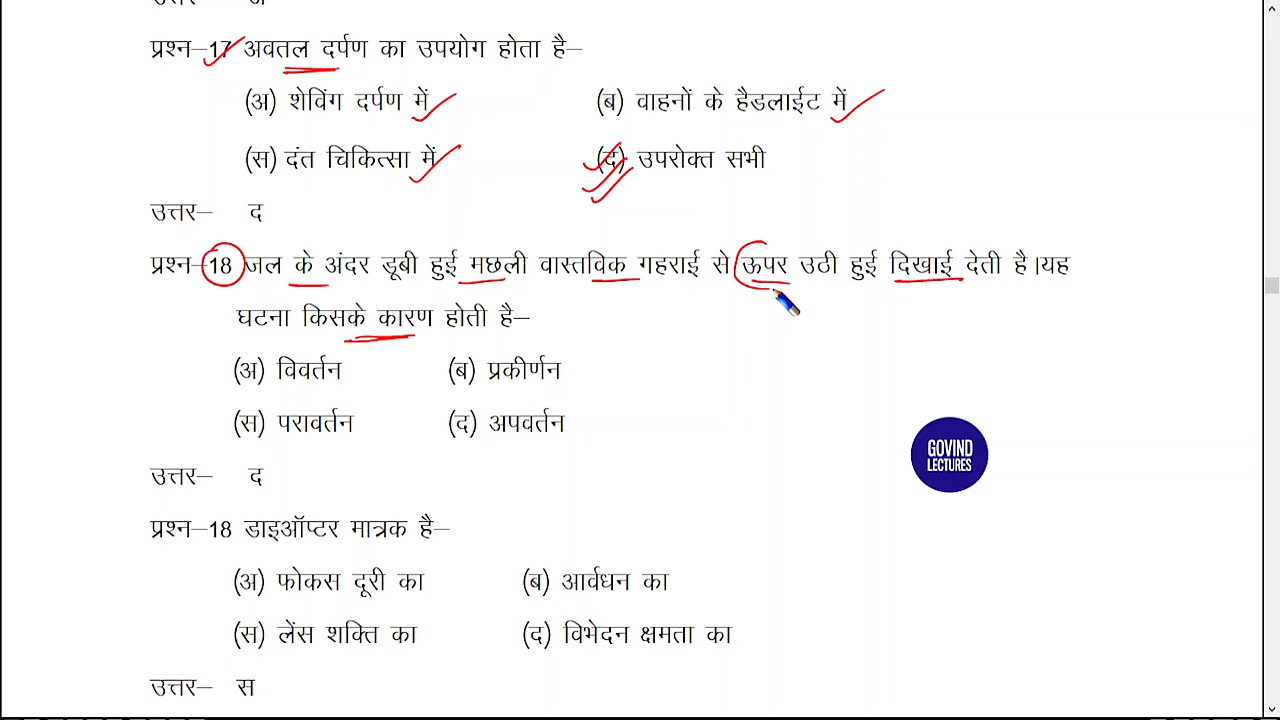 उत्तर– अ
प्रश्न–17 अवतल दर्पण का उपयोग होता है–
(अ) शेविंग दर्पण में (ब) वाहनों के हैडलाईट में
(स) दंत चिकित्सा में (द) उपरोक्त सभी
उत्तर– द
प्रश्न–18 जल के अंदर डूबी हुई मछली वास्तविक गहराई से ऊपर उठी हुई दिखाई देती है।यह
घटना किसके कारण होती है–
(अ) विवर्तन (ब) प्रकीर्णन
(स) परावर्तन (द) अपवर्तन
GOVIND
LECTURES
उत्तर– द
प्रश्न–18 डाइऑप्टर मात्रक है–
(अ) फोकस दूरी का (ब) आर्वधन का
(स) लेंस शक्ति का (द) विभेदन क्षमता का
उत्तर– स